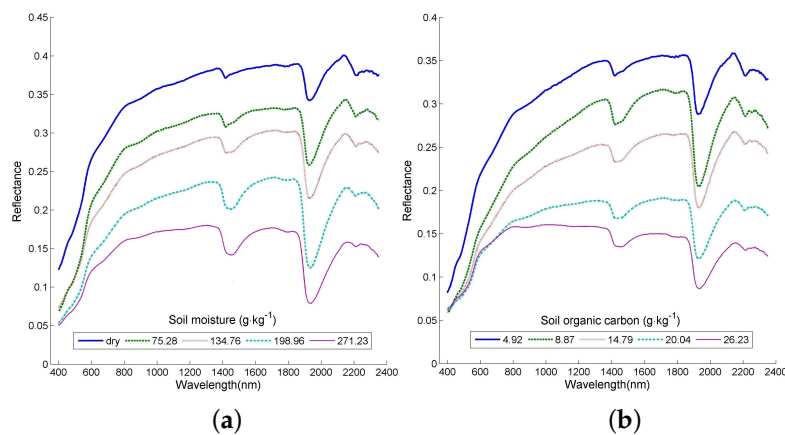 0.45
0.4
0.35
0.3
0.25
0.2
0.15
0.1
0.05
0
Reflectance
Soil moisture (g·kg-1)
dry 75.28 134.76 198.96 271.23
400 600 800 1000 1200 1400 1600 1800 2000 2200 2400
Wavelength(nm)
(a)
0.4
0.35
0.3
0.25
0.2
0.15
0.1
0.05
0
Reflectance
Soil organic carbon (g·kg-1)
4.92 8.87 14.79 20.04 26.23
400 600 800 1000 1200 1400 1600 1800 2000 2200 2400
Wavelength(nm)
(b)